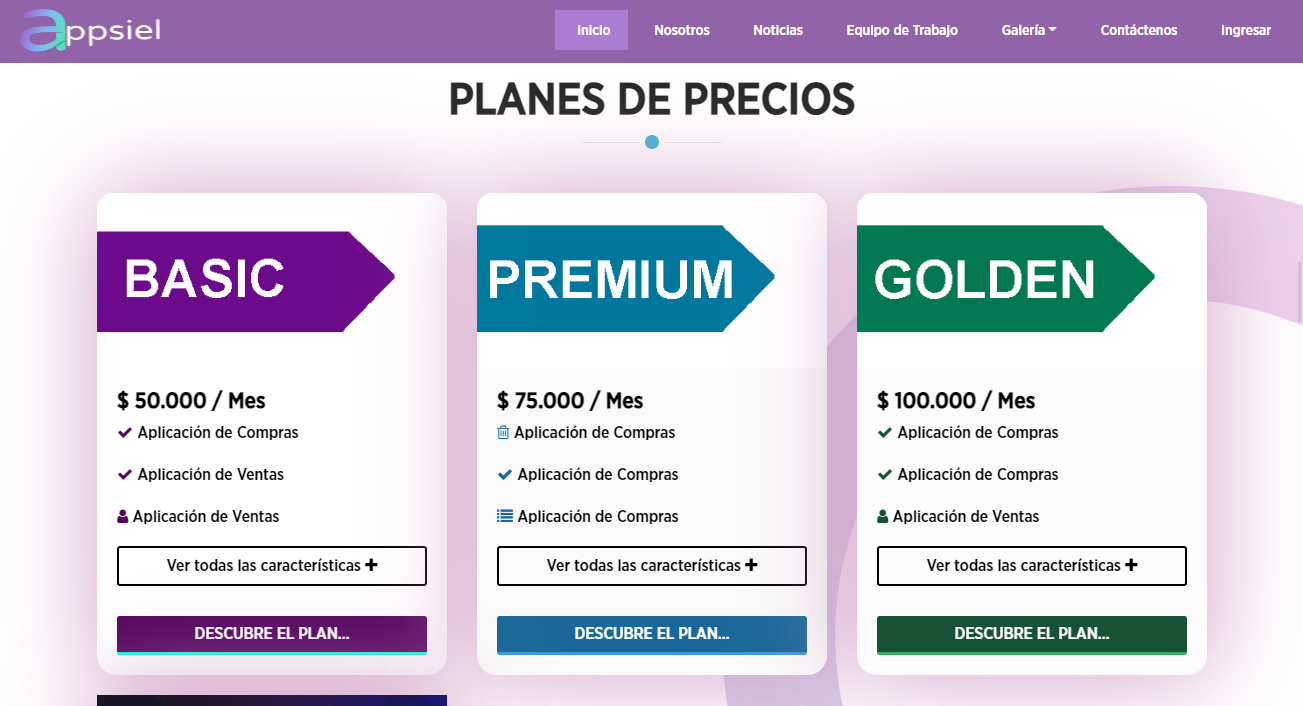 appsiel
Inicio
Nosotros
Noticias
Equipo de Trabajo
Galería
Contáctenos
Ingresar
PLANES DE PRECIOS
BASIC
$ 50.000 / Mes
Aplicación de Compras
Aplicación de Ventas
Aplicación de Ventas
Ver todas las características +
DESCUBRE EL PLAN...
PREMIUM
$ 75.000 / Mes
Aplicación de Compras
Aplicación de Compras
Aplicación de Compras
Ver todas las características +
DESCUBRE EL PLAN...
GOLDEN
$ 100.000 / Mes
Aplicación de Compras
Aplicación de Compras
Aplicación de Ventas
Ver todas las características +
DESCUBRE EL PLAN...